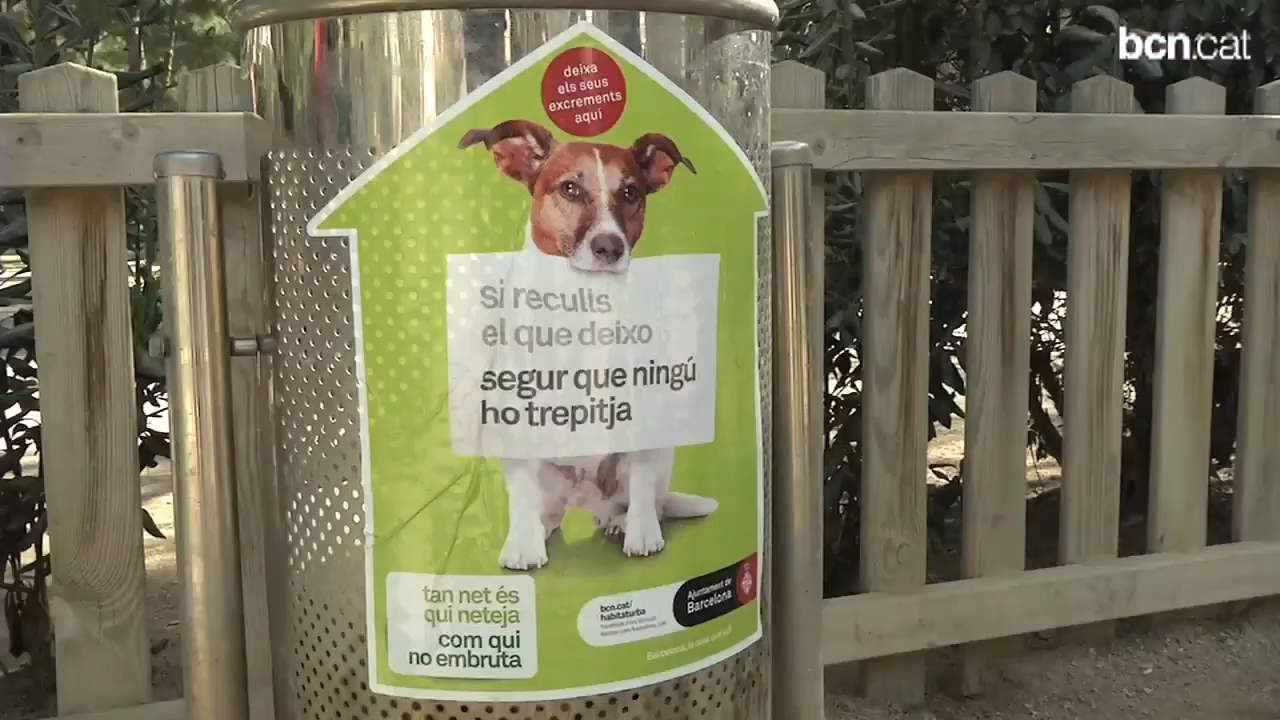 bcn.cat
deixa
els seus
excrements
aquí
si reculls
el que deixo
segur que ningú
ho trepitja
tan net és
qui neteja
com qui
no embruta
bcn.cat/
habitaturba
Ajuntament de
Barcelona